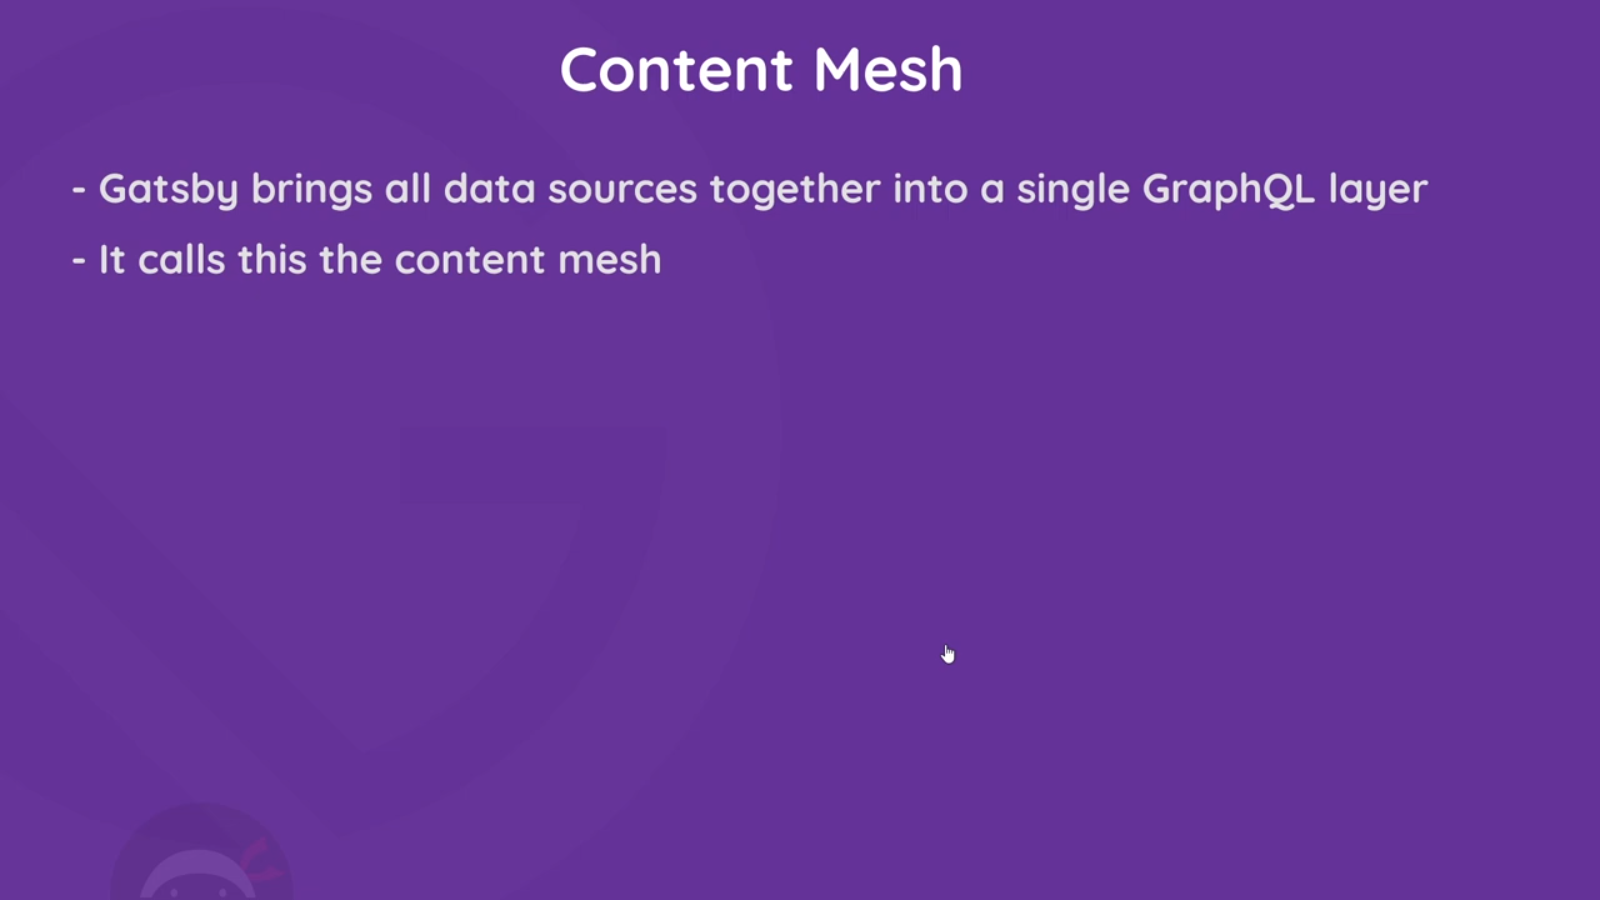 Content Mesh
- Gatsby brings all data sources together into a single GraphQL layer
- It calls this the content mesh